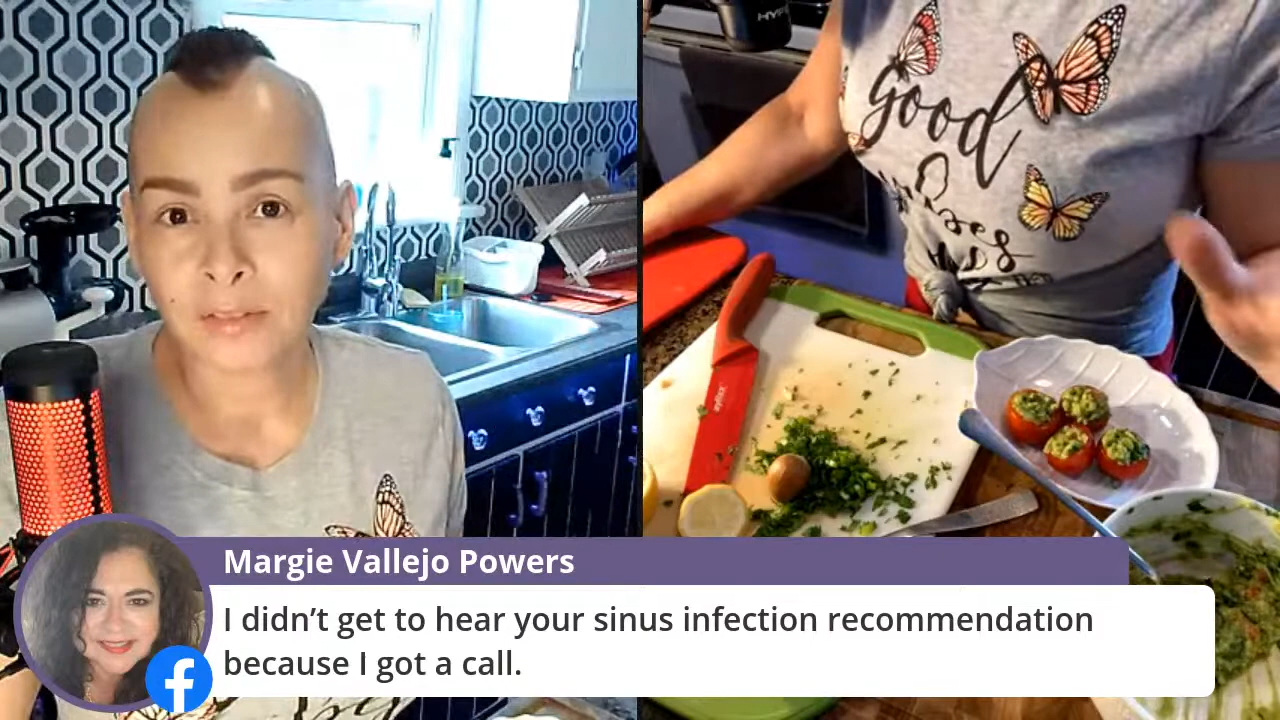 good
Margie Vallejo Powers
I didn’t get to hear your sinus infection recommendation
because I got a call.